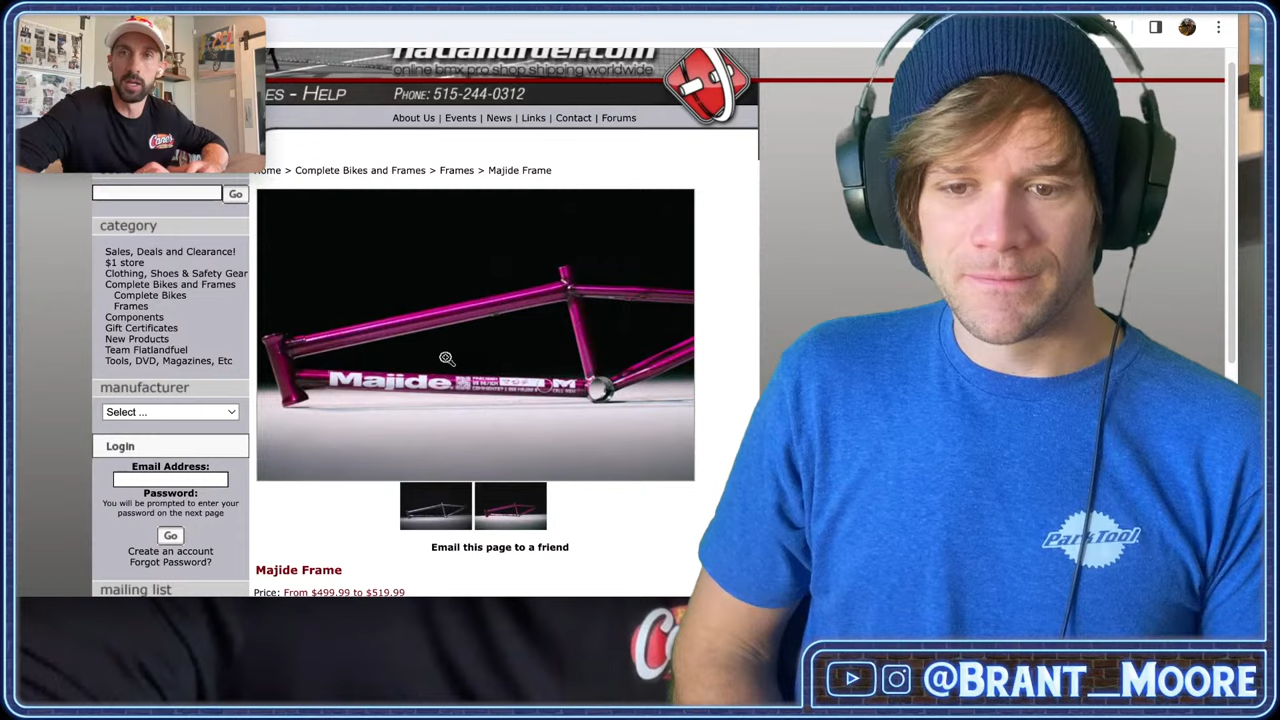 flatlandfuel.com
online bmx pro shop shipping worldwide
ES - HELP
PHONE: 515-244-0312
About Us | Events | News | Links | Contact | Forums
Home > Complete Bikes and Frames > Frames > Majide Frame
Go
category
Sales, Deals and Clearance!
$1 store
Clothing, Shoes & Safety Gear
Complete Bikes and Frames
Complete Bikes
Frames
Components
Gift Certificates
New Products
Team Flatlandfuel
Tools, DVD, Magazines, Etc
manufacturer
Select ...
Login
Email Address:
Password:
You will be prompted to enter your
password on the next page
Go
Create an account
Forgot Password?
mailing list
Majide
Email this page to a friend
Majide Frame
Price: From $499.99 to $519.99
ParkTool
@BRANT_MOORE